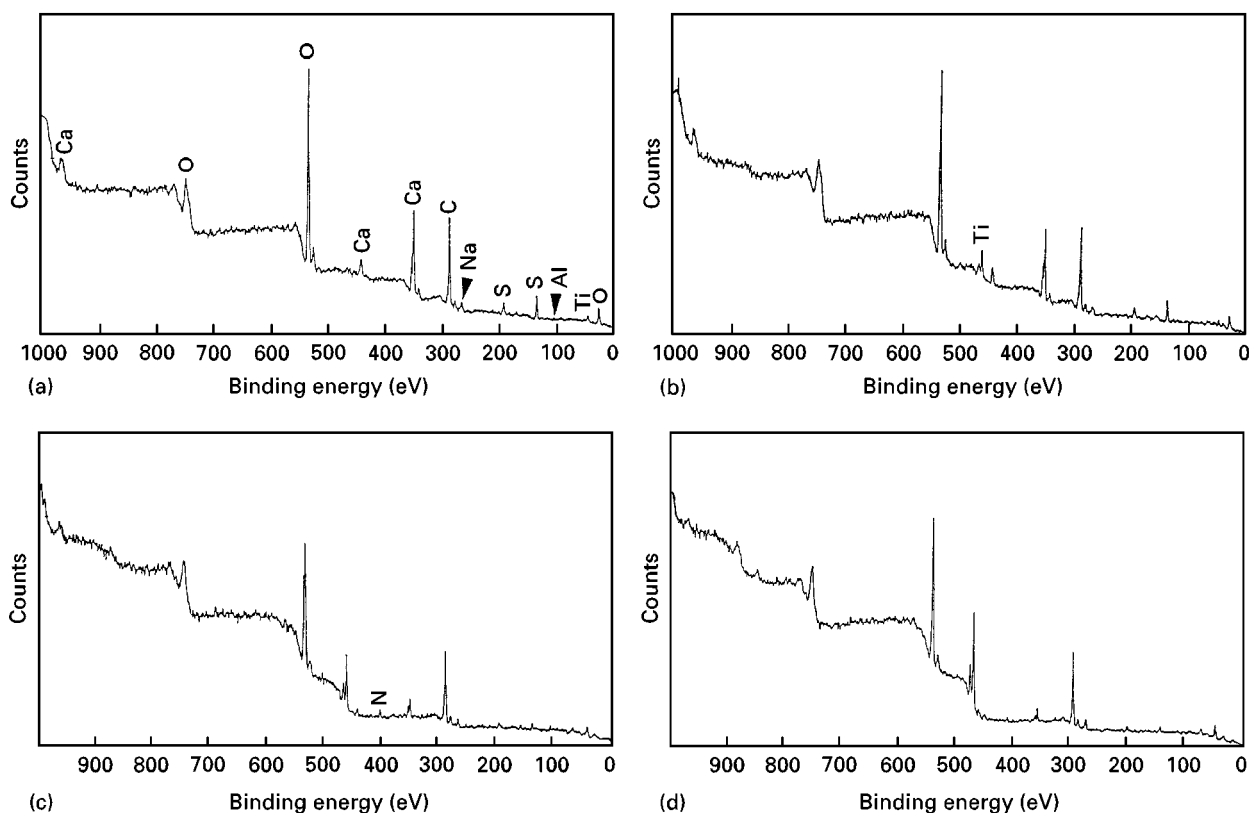 Counts
Ca
O
O
Ca
Ca
C
Na
S
S
Al
Ti
O
1000 900 800 700 600 500 400 300 200 100 0
Binding energy (eV)
(a)
Counts
Ti
1000 900 800 700 600 500 400 300 200 100 0
Binding energy (eV)
(b)
Counts
N
900 800 700 600 500 400 300 200 100 0
Binding energy (eV)
(c)
Counts
900 800 700 600 500 400 300 200 100 0
Binding energy (eV)
(d)